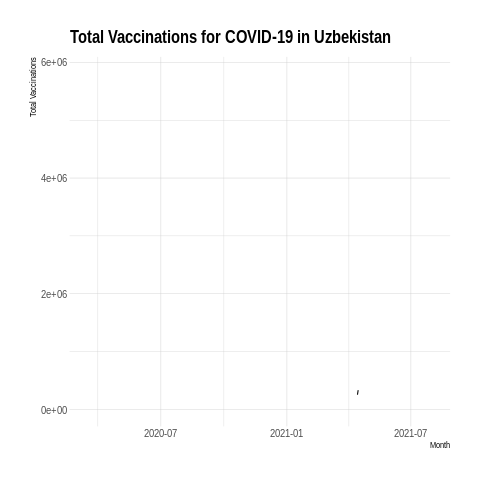 Total Vaccinations for COVID-19 in Uzbekistan
Total Vaccinations
6e+06
4e+06
2e+06
0e+00
2020-07
2021-01
2021-07
Month